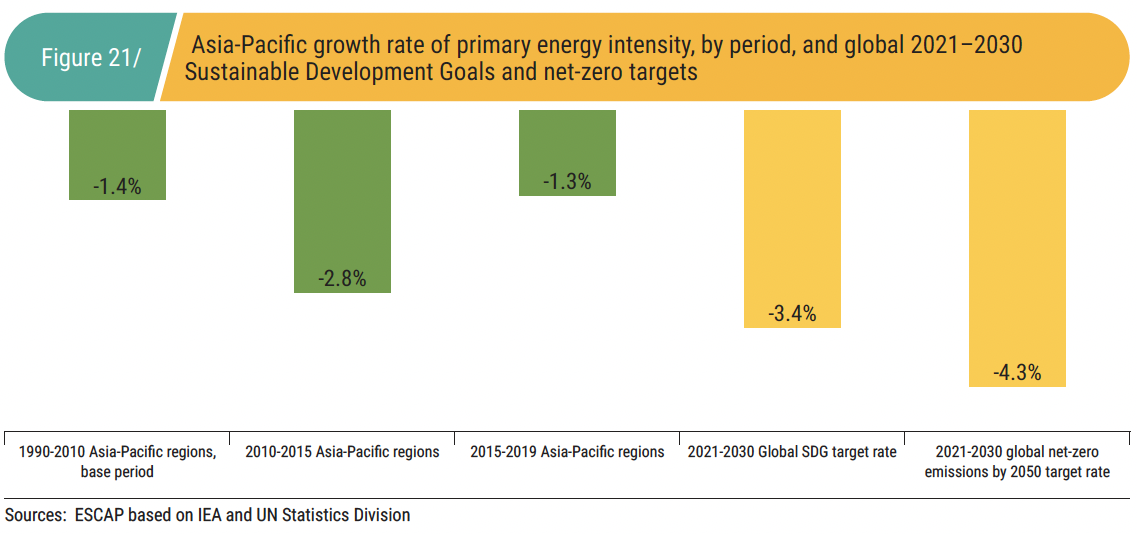 Figure 21/
Asia-Pacific growth rate of primary energy intensity, by period, and global 2021–2030
Sustainable Development Goals and net-zero targets
-1.4%
-2.8%
-1.3%
-3.4%
-4.3%
1990-2010 Asia-Pacific regions,
base period
2010-2015 Asia-Pacific regions
2015-2019 Asia-Pacific regions
2021-2030 Global SDG target rate
2021-2030 global net-zero
emissions by 2050 target rate
Sources: ESCAP based on IEA and UN Statistics Division